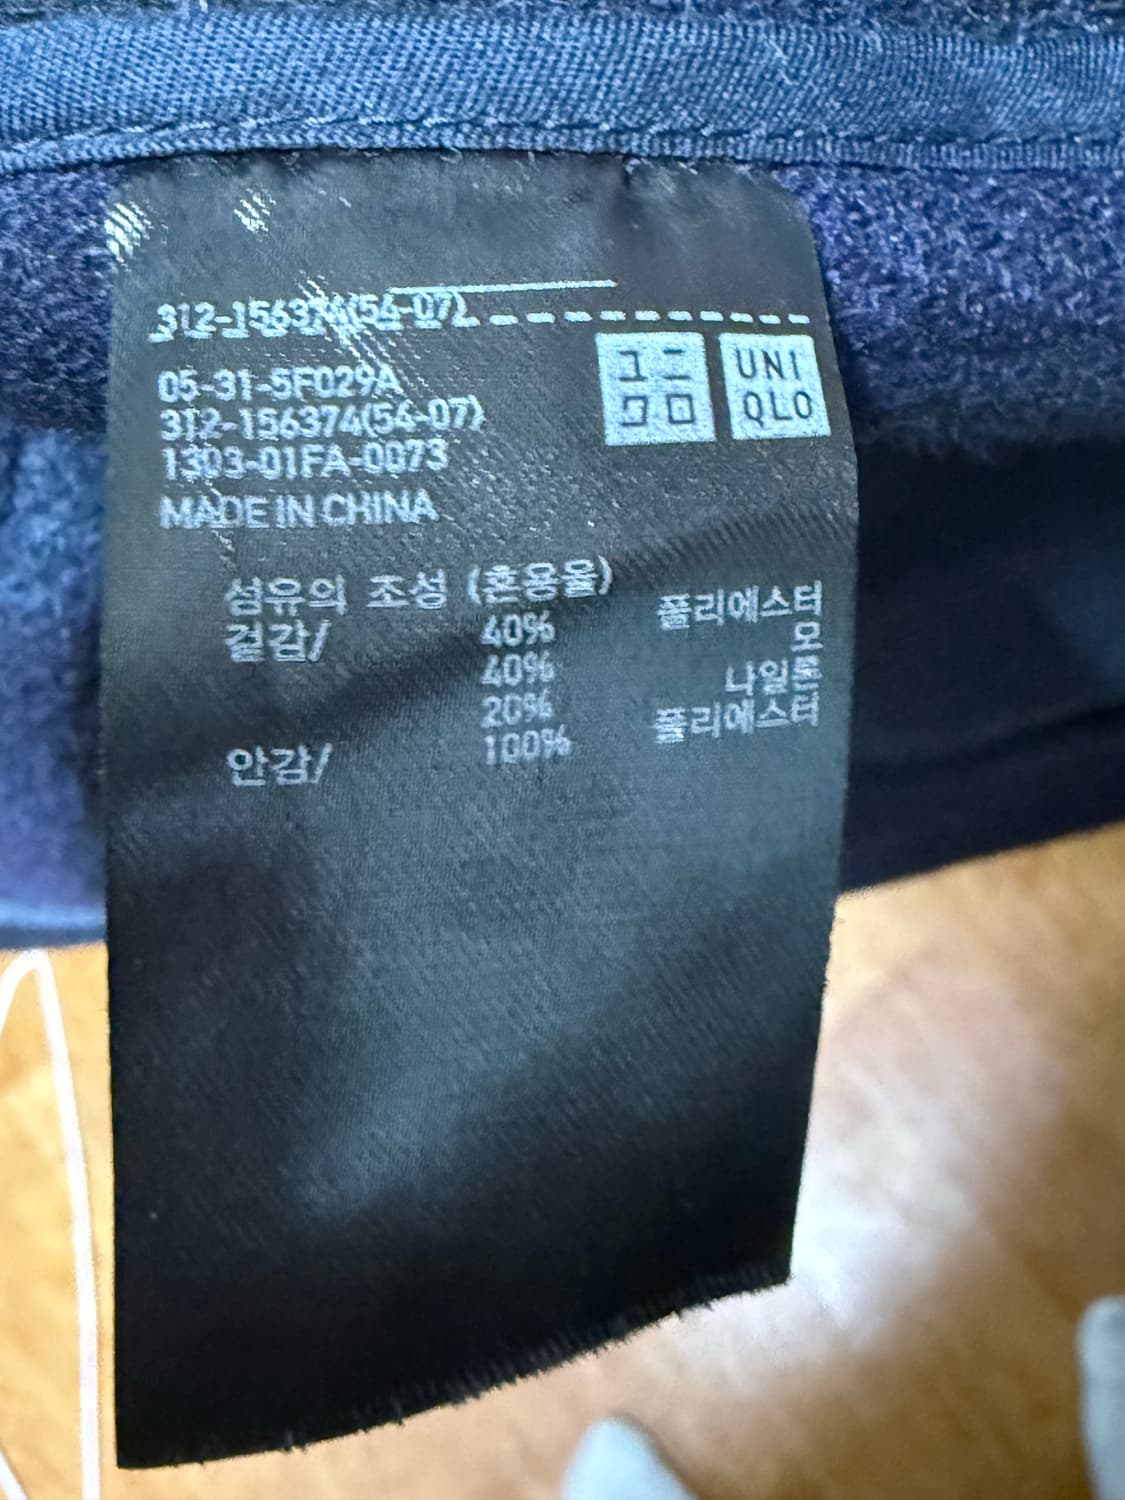 312-156374(54-07)
ユニ
クロ
UNI
QLO
05-31-5F029A
312-156374(54-07)
1303-01FA-0073
MADE IN CHINA
섬유의 조성 (혼용율)
겉감/ 40% 폴리에스터
40% 모
20% 나일론
안감/ 100% 폴리에스터